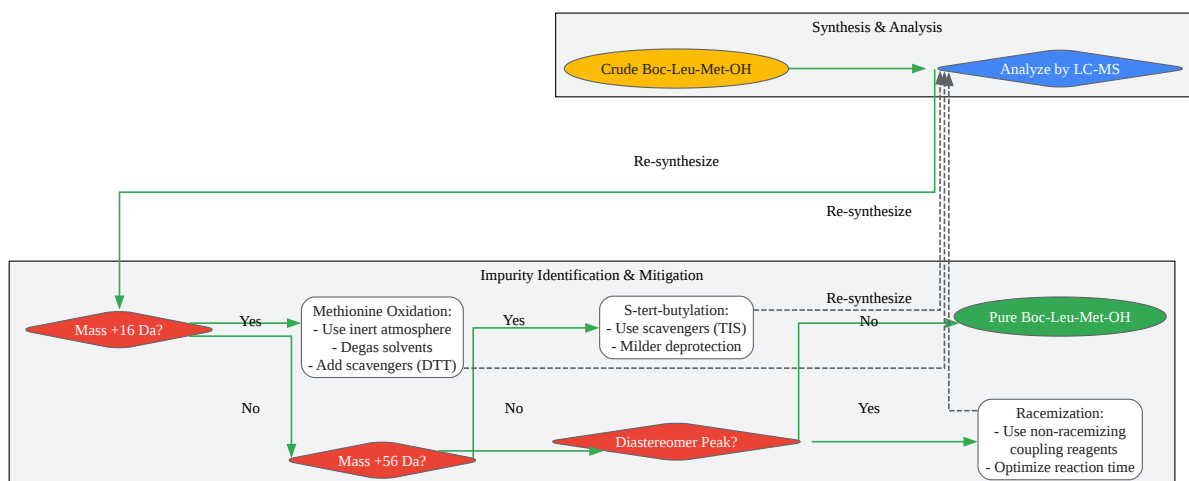 Synthesis & Analysis
Crude Boc-Leu-Met-OH
Analyze by LC-MS
Re-synthesize
Re-synthesize
Impurity Identification & Mitigation
Mass +16 Da?
Yes
Methionine Oxidation:
- Use inert atmosphere
- Degas solvents
- Add scavengers (DTT)
Yes
S-tert-butylation:
- Use scavengers (TIS)
- Milder deprotection
Re-synthesize
No
Pure Boc-Leu-Met-OH
No
Mass +56 Da?
No
Diastereomer Peak?
Yes
Racemization:
- Use non-racemizing
coupling reagents
- Optimize reaction time